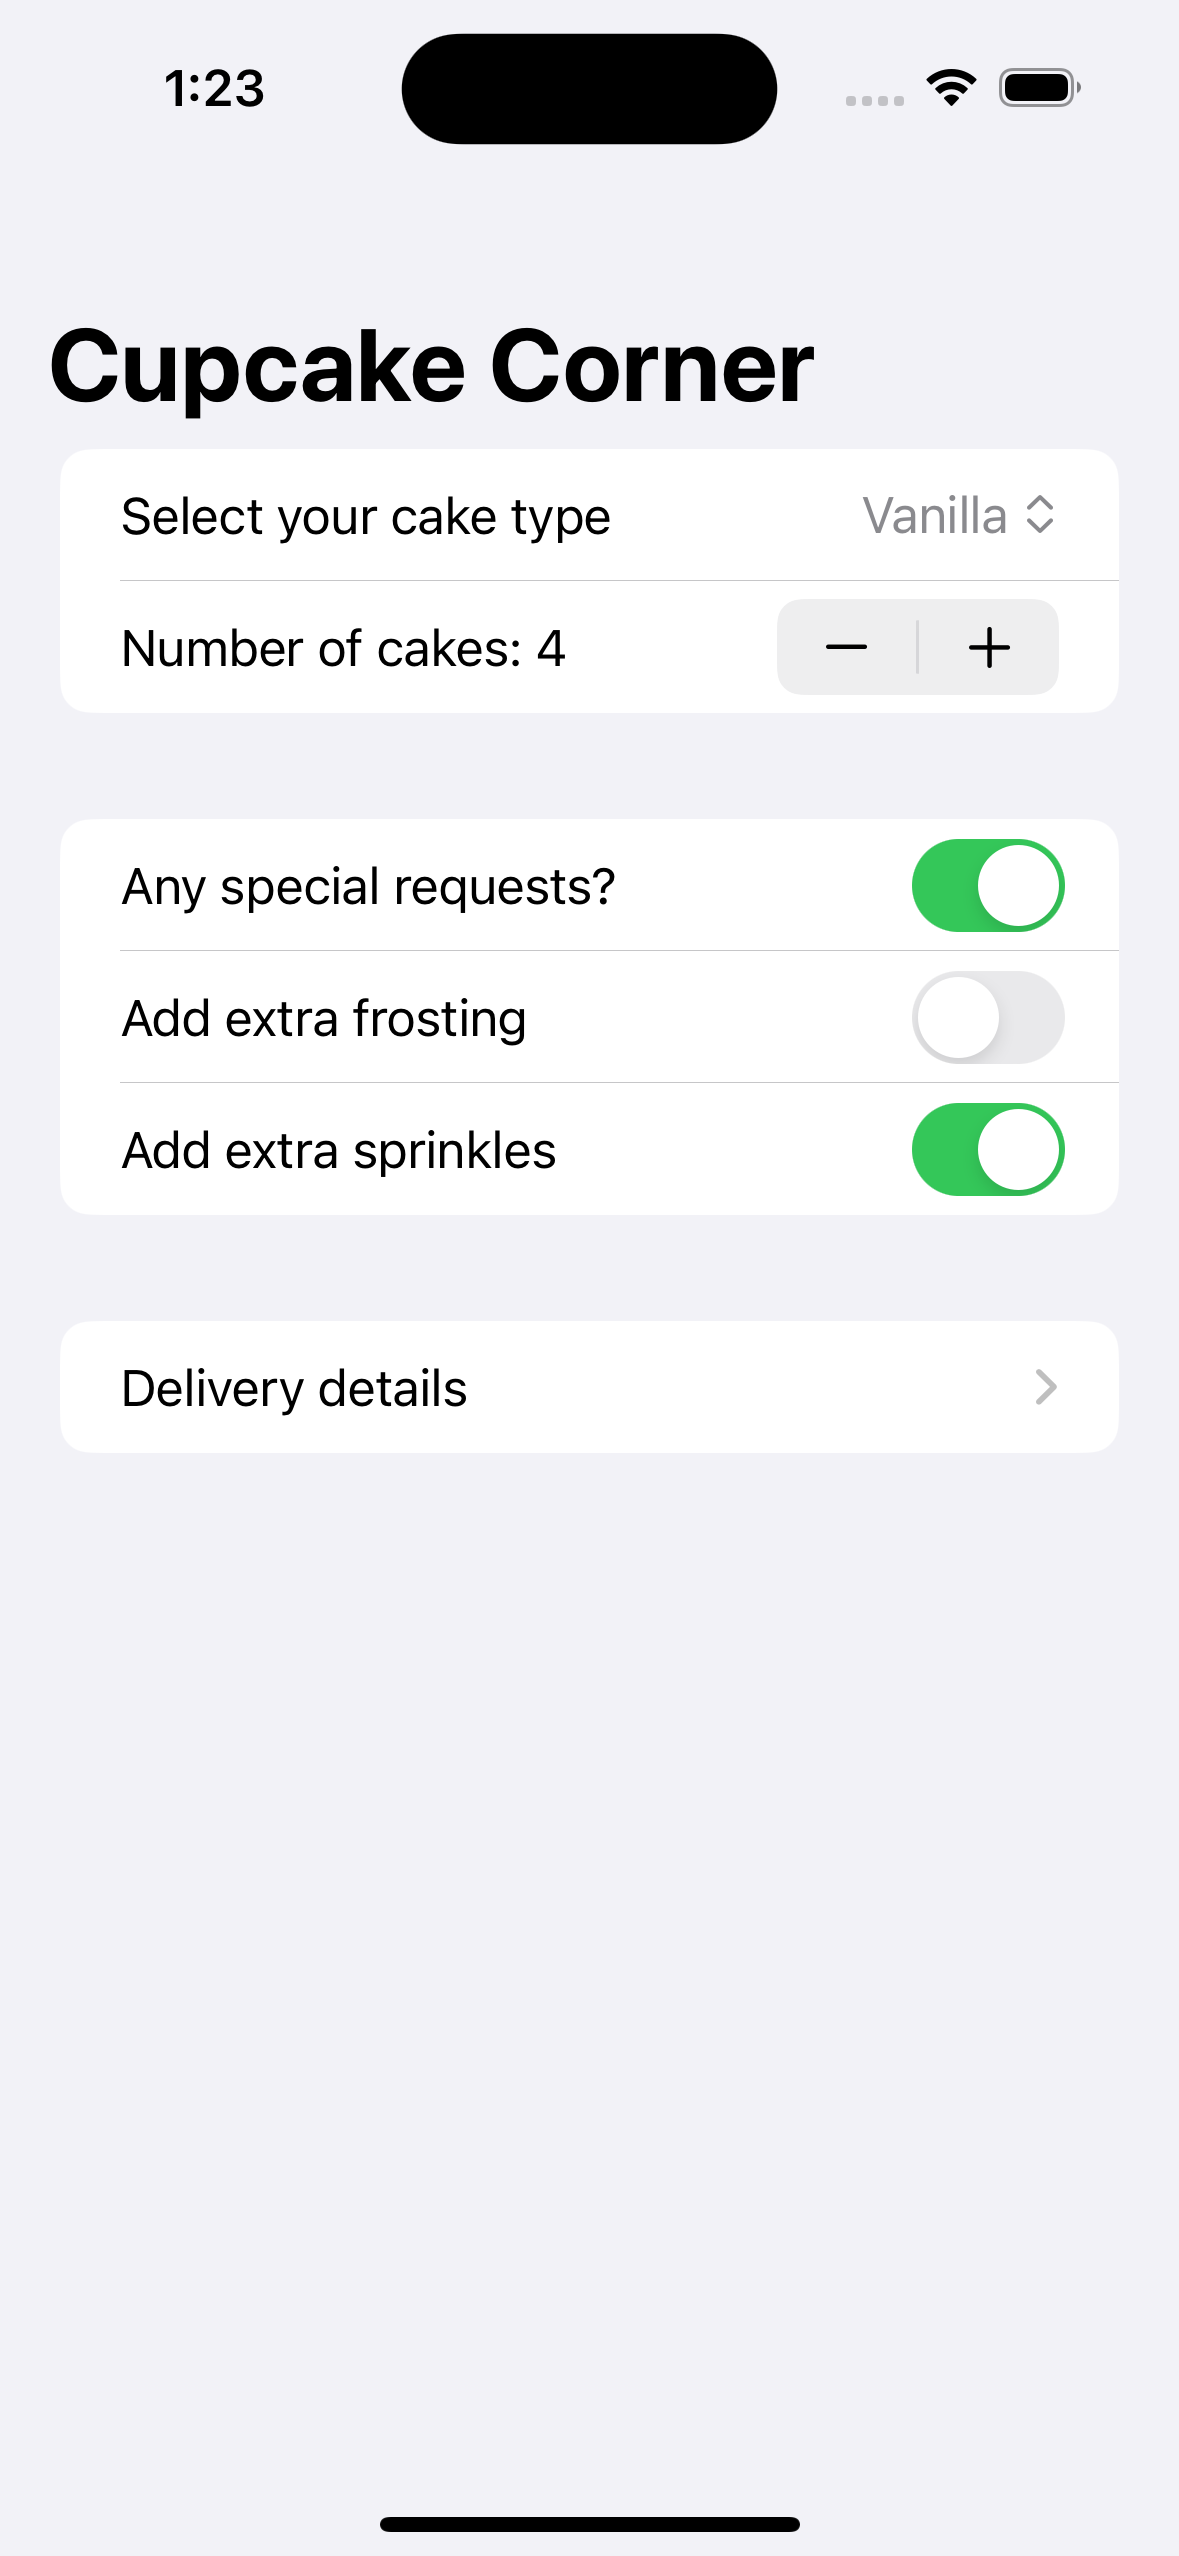 1:23
Cupcake Corner
Select your cake type Vanilla
Number of cakes: 4
Any special requests?
Add extra frosting
Add extra sprinkles
Delivery details